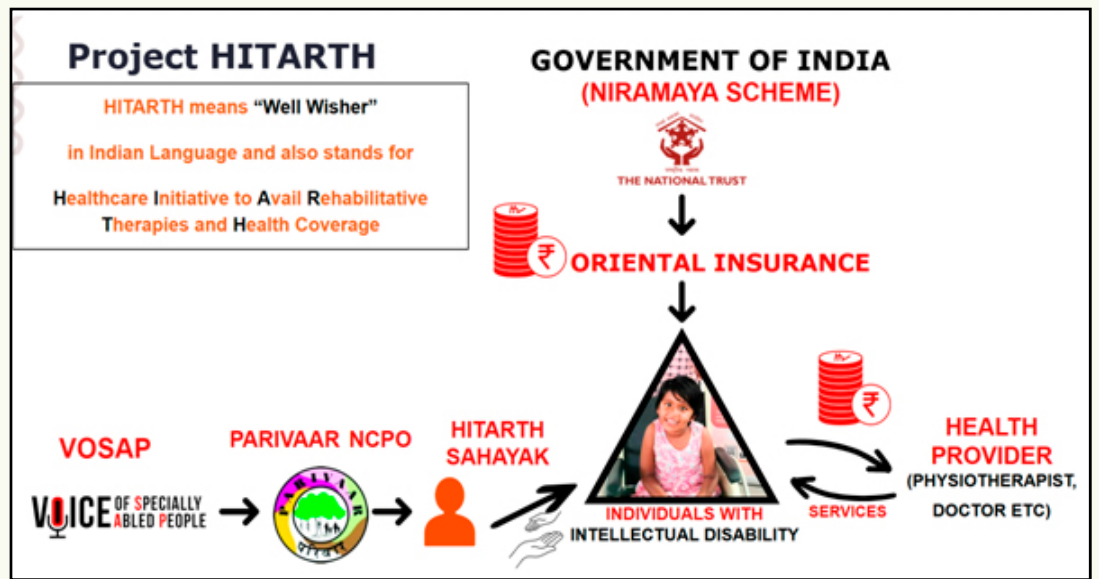 Project HITARTH
HITARTH means “Well Wisher”
in Indian Language and also stands for
Healthcare Initiative to Avail Rehabilitative
Therapies and Health Coverage
GOVERNMENT OF INDIA
(NIRAMAYA SCHEME)
THE NATIONAL TRUST
₹
ORIENTAL INSURANCE
VOSAP
VOICE OF SPECIALLY
ABLED PEOPLE
PARIVAAR NCPO
PARIVAAR
परिवार
HITARTH
SAHAYAK
INDIVIDUALS WITH
INTELLECTUAL DISABILITY
₹
SERVICES
HEALTH
PROVIDER
(PHYSIOTHERAPIST,
DOCTOR ETC)